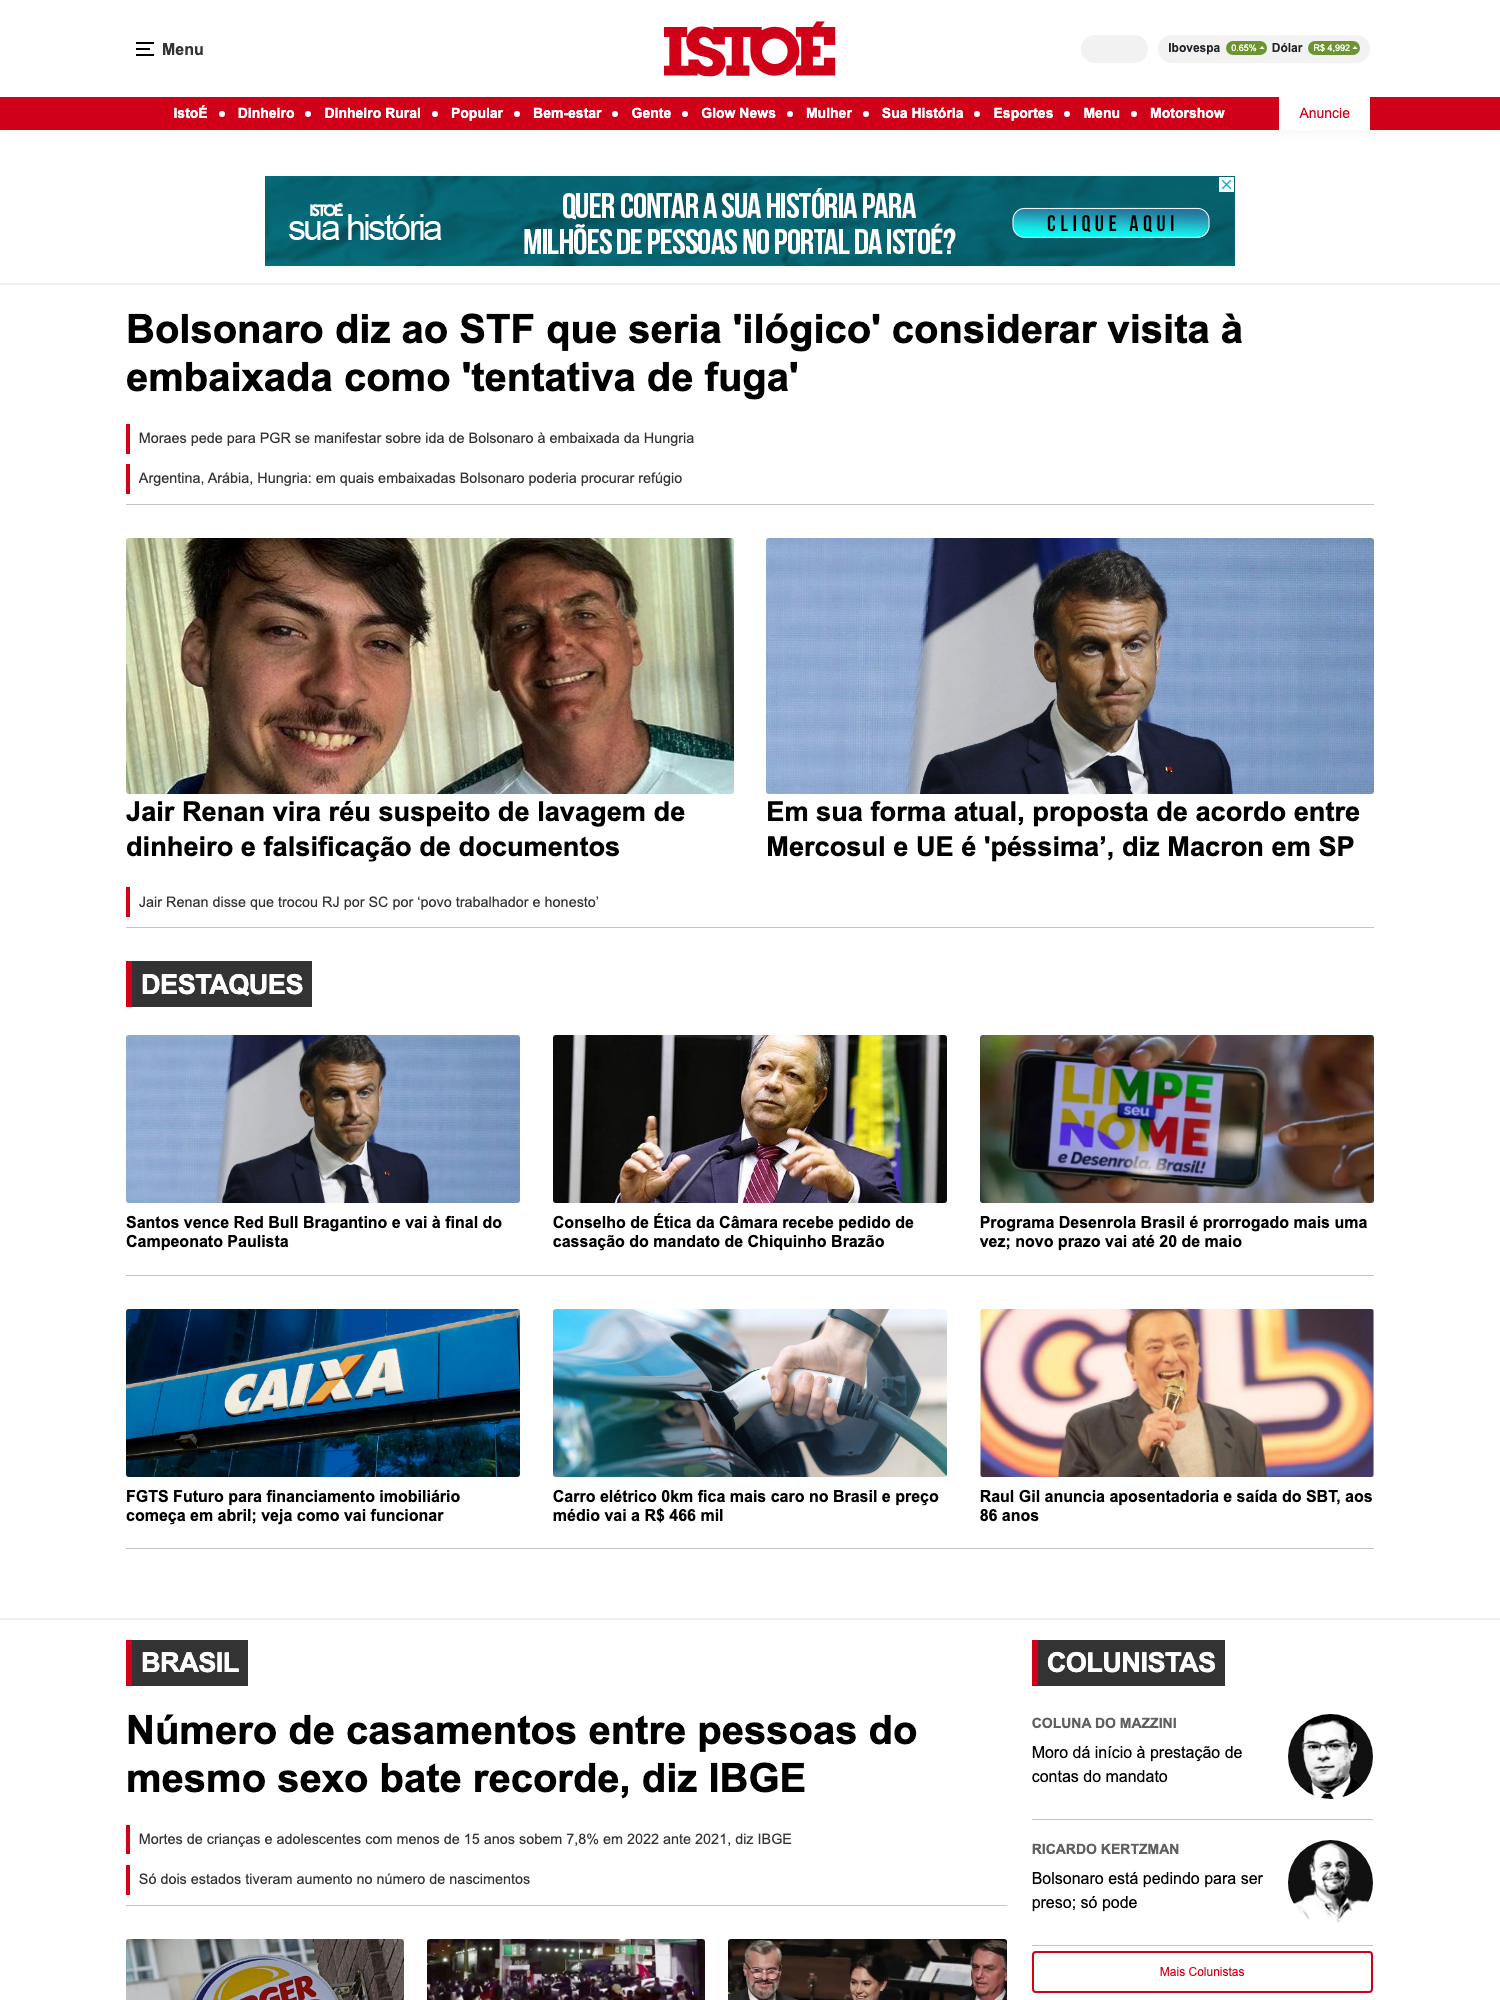 Menu
ISTOÉ
Ibovespa 0.65% Dólar R$ 4,992
IstoÉ • Dinheiro • Dinheiro Rural • Popular • Bem-estar • Gente • Glow News • Mulher • Sua História • Esportes • Menu • Motorshow
Anuncie
ISTOÉ
sua história
QUER CONTAR A SUA HISTÓRIA PARA
MILHÕES DE PESSOAS NO PORTAL DA ISTOÉ?
CLIQUE AQUI
Bolsonaro diz ao STF que seria 'ilógico' considerar visita à
embaixada como 'tentativa de fuga'
Moraes pede para PGR se manifestar sobre ida de Bolsonaro à embaixada da Hungria
Argentina, Arábia, Hungria: em quais embaixadas Bolsonaro poderia procurar refúgio
Jair Renan vira réu suspeito de lavagem de
dinheiro e falsificação de documentos
Jair Renan disse que trocou RJ por SC por ‘povo trabalhador e honesto’
Em sua forma atual, proposta de acordo entre
Mercosul e UE é 'péssima’, diz Macron em SP
DESTAQUES
Santos vence Red Bull Bragantino e vai à final do
Campeonato Paulista
Conselho de Ética da Câmara recebe pedido de
cassação do mandato de Chiquinho Brazão
LIMPE
seu
NOME
e Desenrola, Brasil!
Programa Desenrola Brasil é prorrogado mais uma
vez; novo prazo vai até 20 de maio
CAIXA
FGTS Futuro para financiamento imobiliário
começa em abril; veja como vai funcionar
Carro elétrico 0km fica mais caro no Brasil e preço
médio vai a R$ 466 mil
Raul Gil anuncia aposentadoria e saída do SBT, aos
86 anos
BRASIL
Número de casamentos entre pessoas do
mesmo sexo bate recorde, diz IBGE
Mortes de crianças e adolescentes com menos de 15 anos sobem 7,8% em 2022 ante 2021, diz IBGE
Só dois estados tiveram aumento no número de nascimentos
COLUNISTAS
COLUNA DO MAZZINI
Moro dá início à prestação de
contas do mandato
RICARDO KERTZMAN
Bolsonaro está pedindo para ser
preso; só pode
Mais Colunistas